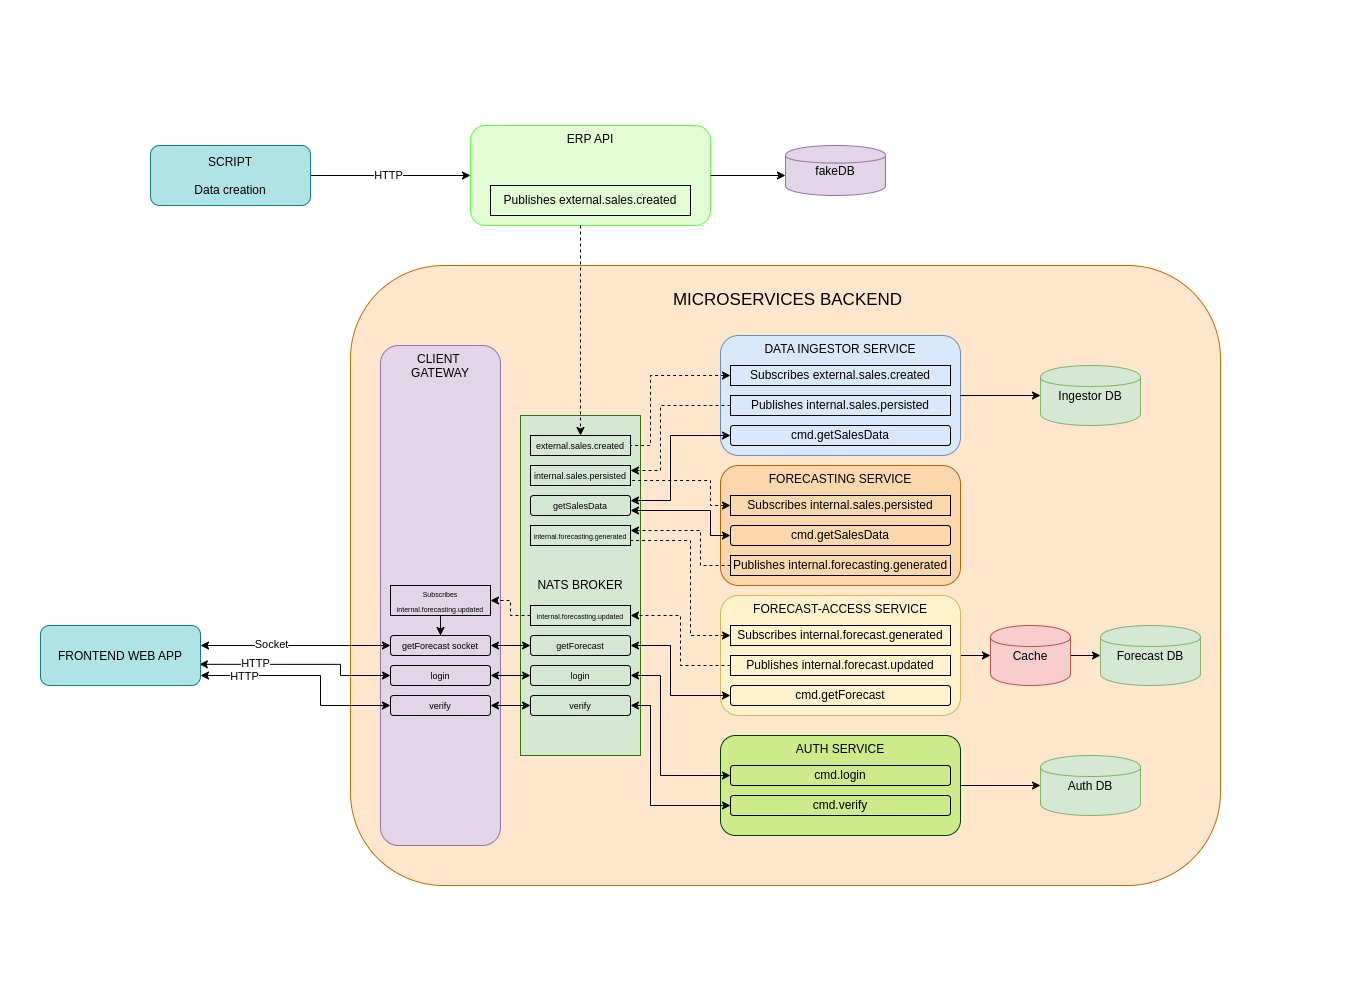 SCRIPT
Data creation
HTTP
ERP API
Publishes external.sales.created
fakeDB
MICROSERVICES BACKEND
CLIENT
GATEWAY
Subscribes
internal.forecasting.updated
getForecast socket
login
verify
FRONTEND WEB APP
Socket
HTTP
HTTP
external.sales.created
internal.sales.persisted
getSalesData
internal.forecasting.generated
NATS BROKER
internal.forecasting.updated
getForecast
login
verify
DATA INGESTOR SERVICE
Subscribes external.sales.created
Publishes internal.sales.persisted
cmd.getSalesData
Ingestor DB
FORECASTING SERVICE
Subscribes internal.sales.persisted
cmd.getSalesData
Publishes internal.forecasting.generated
FORECAST-ACCESS SERVICE
Subscribes internal.forecast.generated
Publishes internal.forecast.updated
cmd.getForecast
Cache
Forecast DB
AUTH SERVICE
cmd.login
cmd.verify
Auth DB